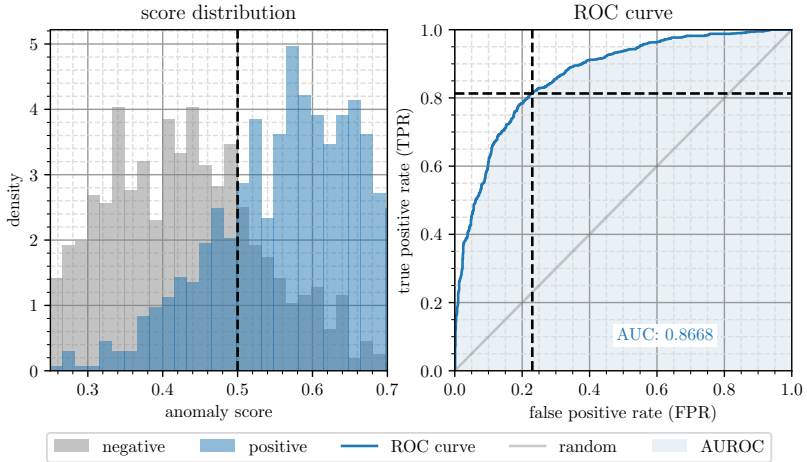 score distribution
5
4
3
2
1
0
density
0.3
0.4
0.5
0.6
0.7
anomaly score
ROC curve
1.0
0.8
0.6
0.4
0.2
0.0
true positive rate (TPR)
AUC: 0.8668
0.0
0.2
0.4
0.6
0.8
1.0
false positive rate (FPR)
negative
positive
ROC curve
random
AUROC